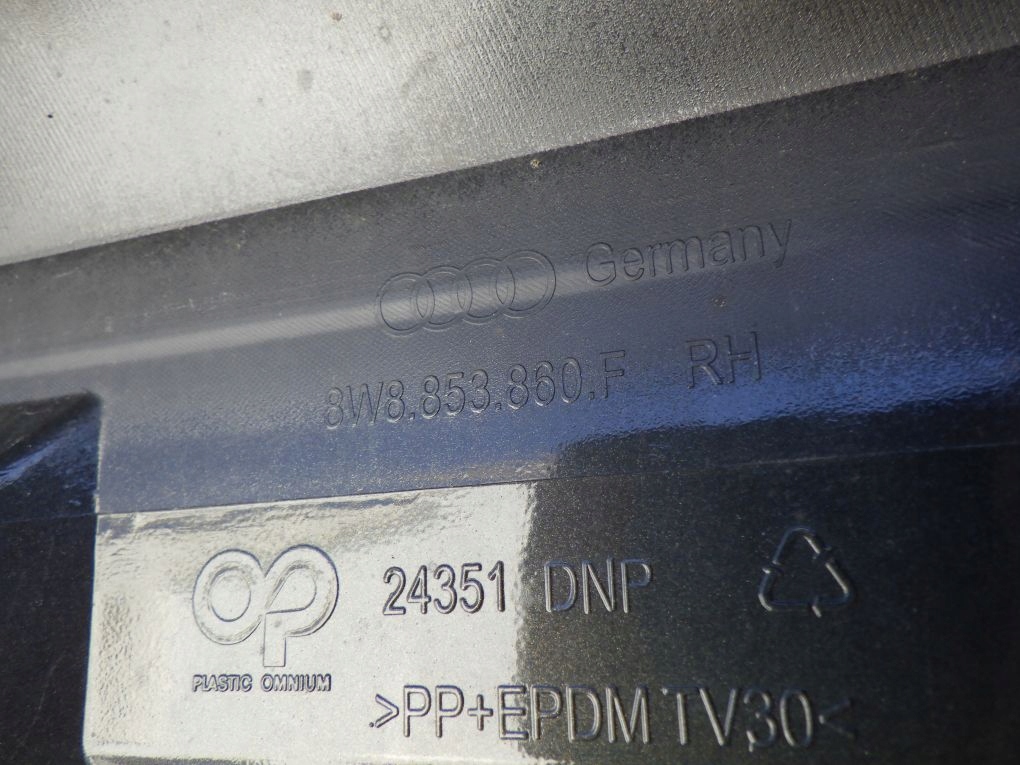 Germany
8W8.853.860.F RH
24351 DNP
PLASTIC OMNIUM
>PP+EPDM TV30<